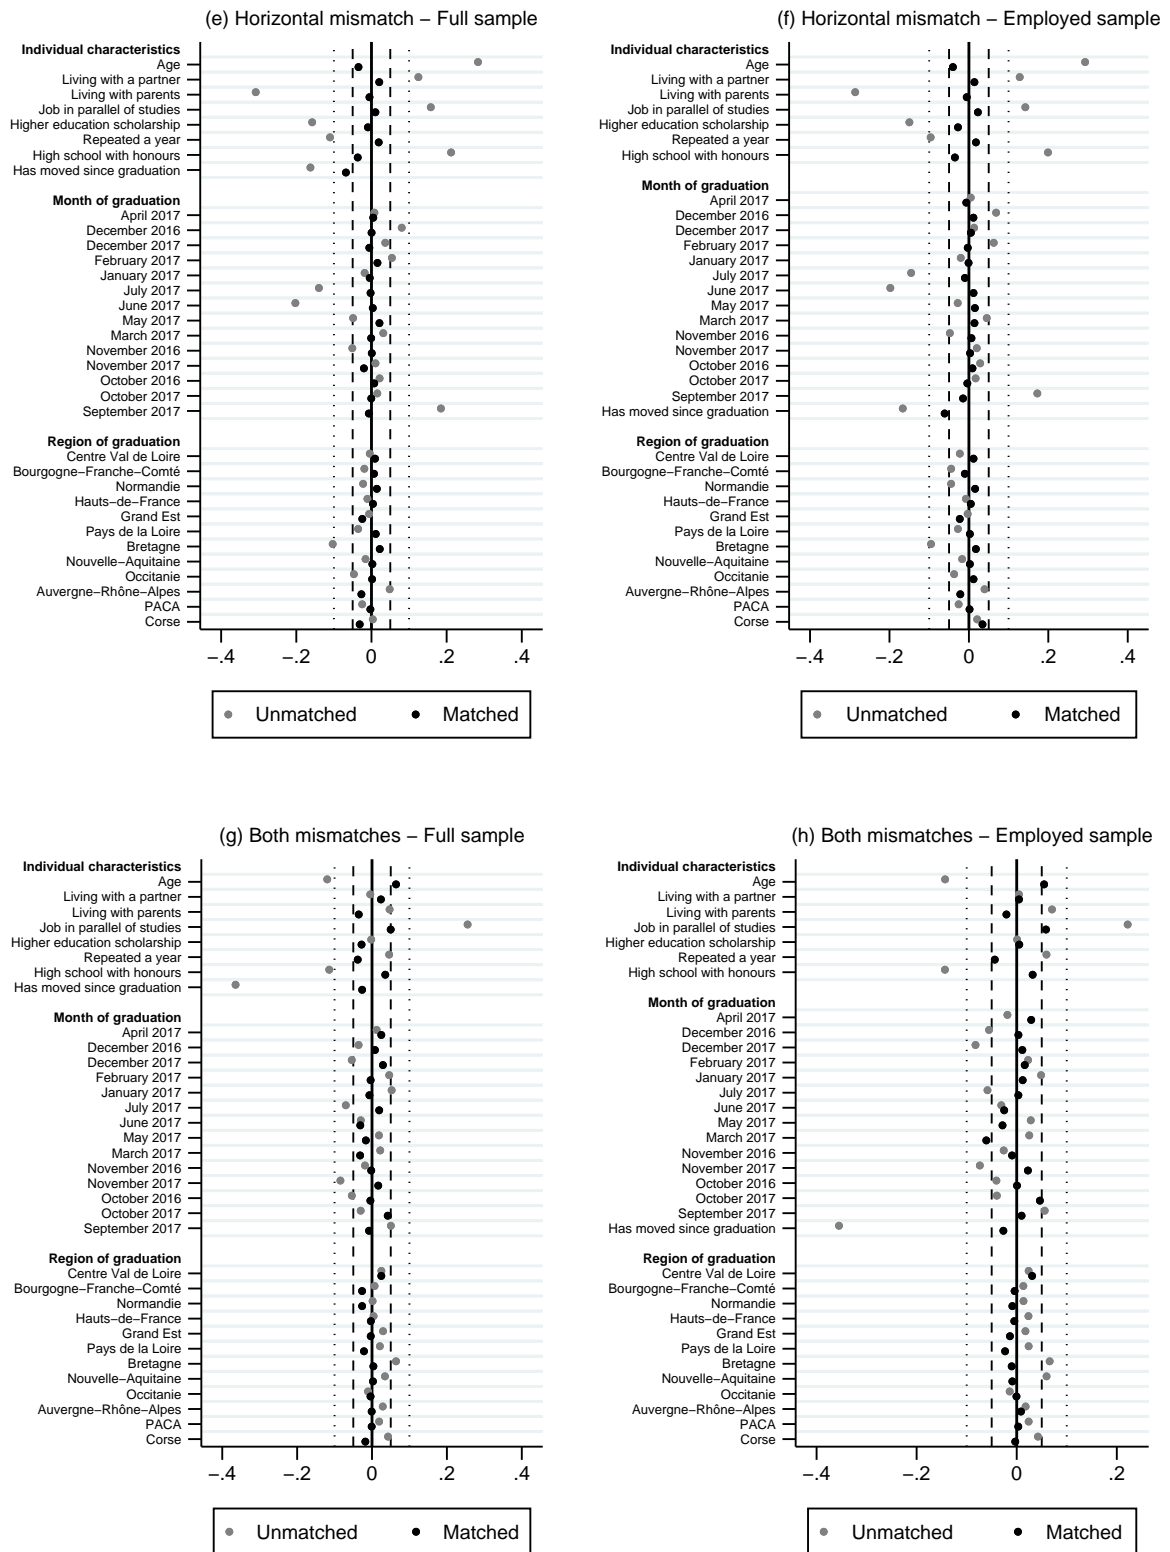 (e) Horizontal mismatch − Full sample
Individual characteristics
Age
Living with a partner
Living with parents
Job in parallel of studies
Higher education scholarship
Repeated a year
High school with honours
Has moved since graduation
Month of graduation
April 2017
December 2016
December 2017
February 2017
January 2017
July 2017
June 2017
May 2017
March 2017
November 2016
November 2017
October 2016
October 2017
September 2017
Region of graduation
Centre Val de Loire
Bourgogne−Franche−Comté
Normandie
Hauts−de−France
Grand Est
Pays de la Loire
Bretagne
Nouvelle−Aquitaine
Occitanie
Auvergne−Rhône−Alpes
PACA
Corse
−.4 −.2 0 .2 .4
Unmatched Matched
(f) Horizontal mismatch − Employed sample
Individual characteristics
Age
Living with a partner
Living with parents
Job in parallel of studies
Higher education scholarship
Repeated a year
High school with honours
Month of graduation
April 2017
December 2016
December 2017
February 2017
January 2017
July 2017
June 2017
May 2017
March 2017
November 2016
November 2017
October 2016
October 2017
September 2017
Has moved since graduation
Region of graduation
Centre Val de Loire
Bourgogne−Franche−Comté
Normandie
Hauts−de−France
Grand Est
Pays de la Loire
Bretagne
Nouvelle−Aquitaine
Occitanie
Auvergne−Rhône−Alpes
PACA
Corse
−.4 −.2 0 .2 .4
Unmatched Matched
(g) Both mismatches − Full sample
Individual characteristics
Age
Living with a partner
Living with parents
Job in parallel of studies
Higher education scholarship
Repeated a year
High school with honours
Has moved since graduation
Month of graduation
April 2017
December 2016
December 2017
February 2017
January 2017
July 2017
June 2017
May 2017
March 2017
November 2016
November 2017
October 2016
October 2017
September 2017
Region of graduation
Centre Val de Loire
Bourgogne−Franche−Comté
Normandie
Hauts−de−France
Grand Est
Pays de la Loire
Bretagne
Nouvelle−Aquitaine
Occitanie
Auvergne−Rhône−Alpes
PACA
Corse
−.4 −.2 0 .2 .4
Unmatched Matched
(h) Both mismatches − Employed sample
Individual characteristics
Age
Living with a partner
Living with parents
Job in parallel of studies
Higher education scholarship
Repeated a year
High school with honours
Month of graduation
April 2017
December 2016
December 2017
February 2017
January 2017
July 2017
June 2017
May 2017
March 2017
November 2016
November 2017
October 2016
October 2017
September 2017
Has moved since graduation
Region of graduation
Centre Val de Loire
Bourgogne−Franche−Comté
Normandie
Hauts−de−France
Grand Est
Pays de la Loire
Bretagne
Nouvelle−Aquitaine
Occitanie
Auvergne−Rhône−Alpes
PACA
Corse
−.4 −.2 0 .2
Unmatched Matched